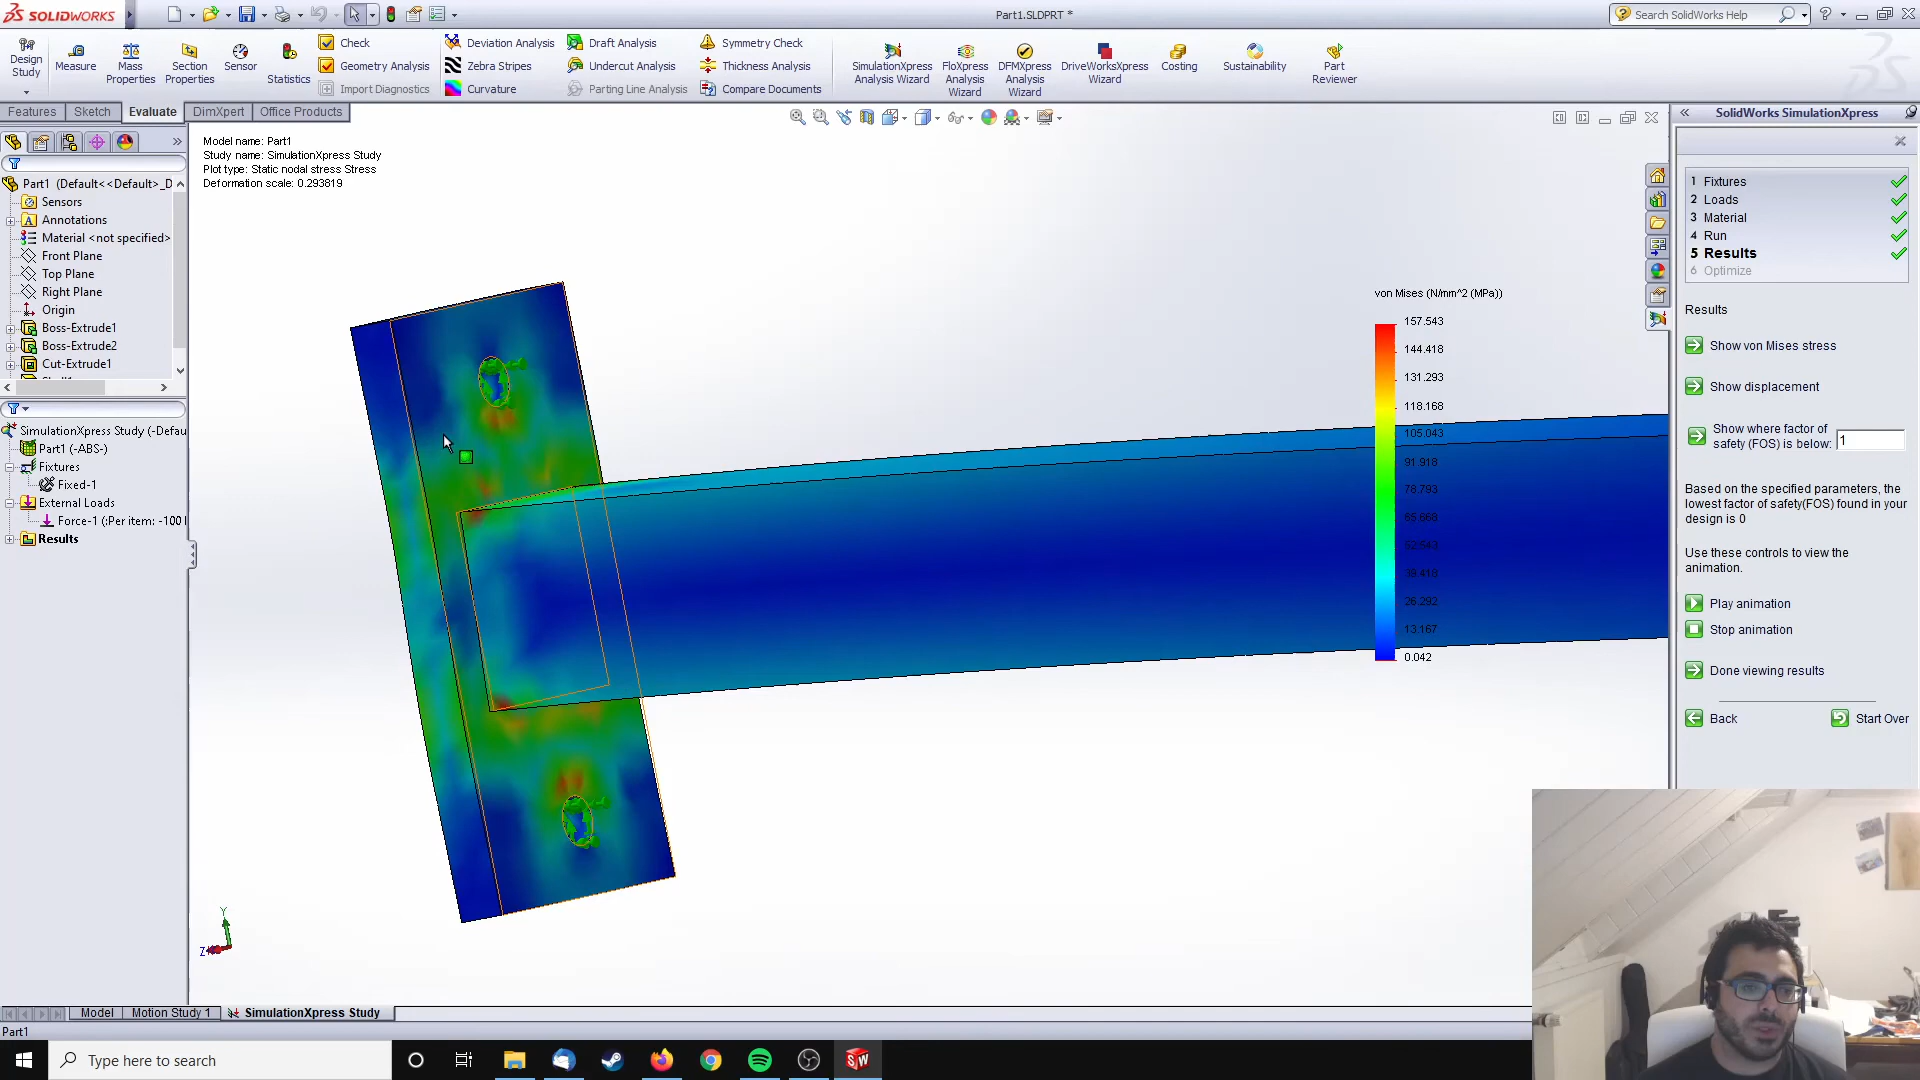 SOLIDWORKS
Part1.SLDPRT *
Search SolidWorks Help
Design Study
Measure
Mass Properties
Section Properties
Sensor
Statistics
Check
Geometry Analysis
Import Diagnostics
Deviation Analysis
Zebra Stripes
Curvature
Draft Analysis
Undercut Analysis
Parting Line Analysis
Symmetry Check
Thickness Analysis
Compare Documents
SimulationXpress Analysis Wizard
FloXpress Analysis Wizard
DFMXpress Analysis Wizard
DriveWorksXpress Wizard
Costing
Sustainability
Part Reviewer
Features
Sketch
Evaluate
DimXpert
Office Products
Part1 (Default<<Default>_D
Sensors
Annotations
Material <not specified>
Front Plane
Top Plane
Right Plane
Origin
Boss-Extrude1
Boss-Extrude2
Cut-Extrude1
SimulationXpress Study (-Defau
Part1 (-ABS-)
Fixtures
Fixed-1
External Loads
Force-1 (:Per item: -100
Results
Model name: Part1
Study name: SimulationXpress Study
Plot type: Static nodal stress Stress
Deformation scale: 0.293819
von Mises (N/mm^2 (MPa))
157.543
144.418
131.293
118.168
105.043
91.918
78.793
65.668
52.543
39.418
26.292
13.167
0.042
Y
Z
SolidWorks SimulationXpress
1 Fixtures
2 Loads
3 Material
4 Run
5 Results
6 Optimize
Results
Show von Mises stress
Show displacement
Show where factor of
safety (FOS) is below: 1
Based on the specified parameters, the
lowest factor of safety(FOS) found in your
design is 0
Use these controls to view the
animation.
Play animation
Stop animation
Done viewing results
Back
Start Over
Model
Motion Study 1
SimulationXpress Study
Part1
Type here to search
SW